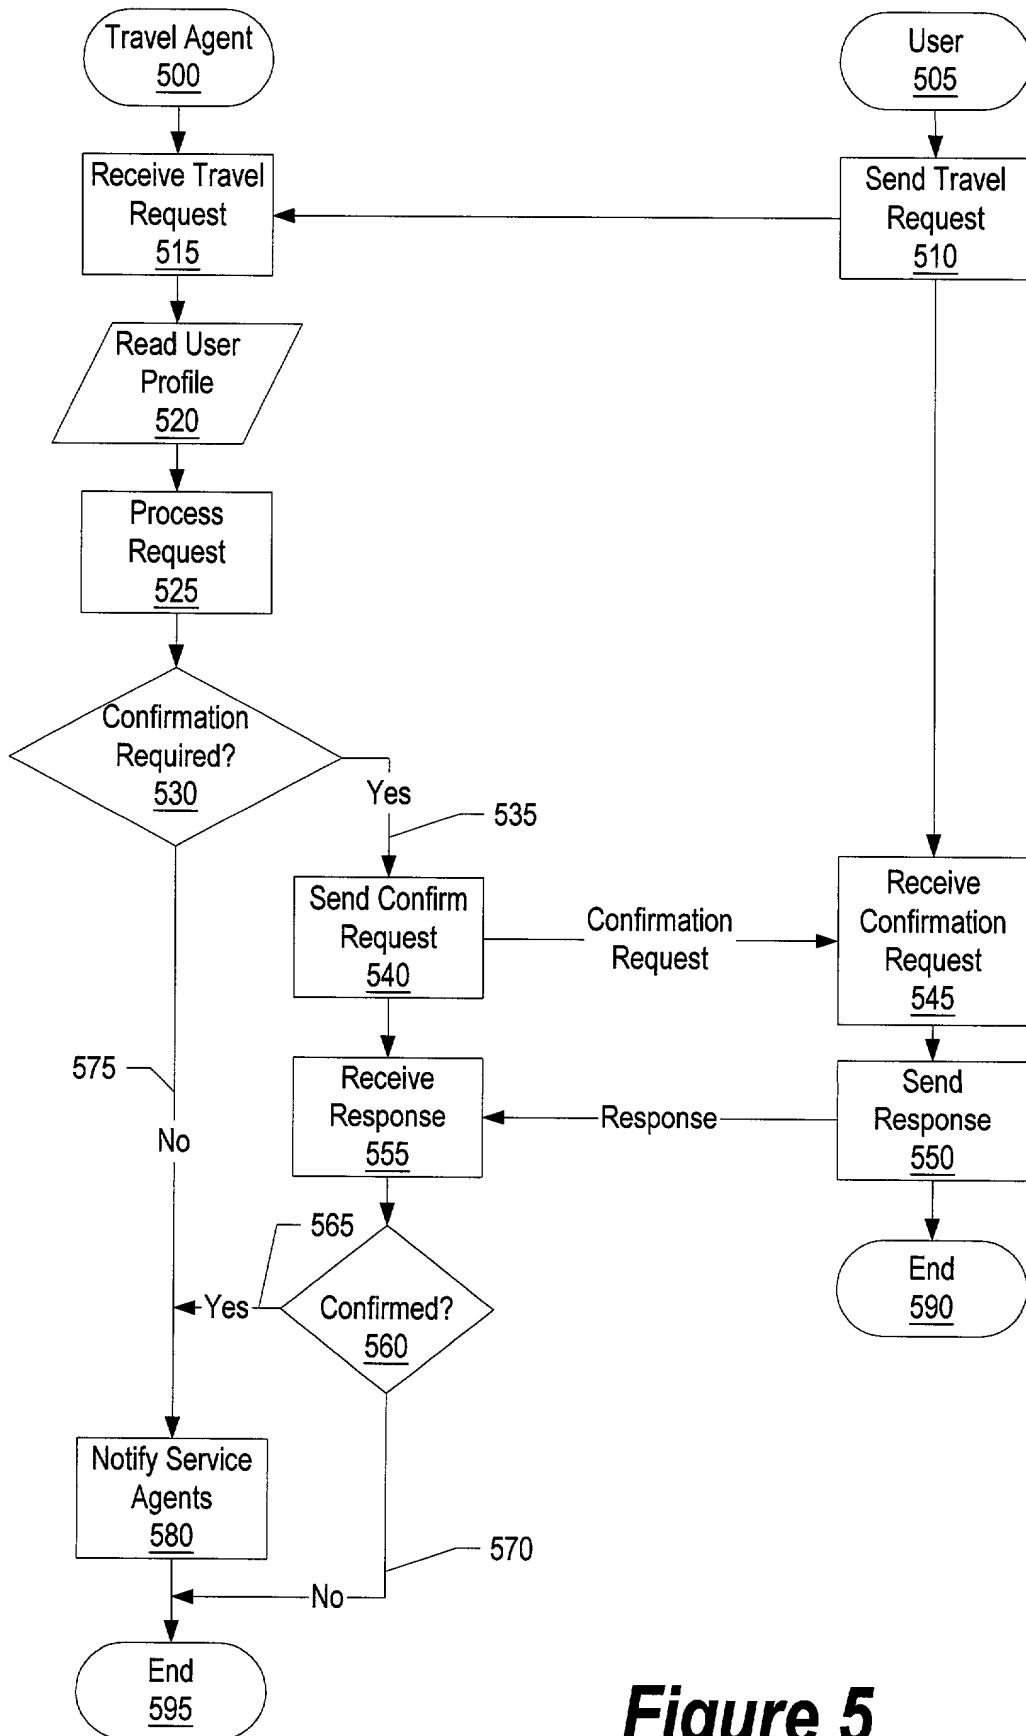 Travel Agent
500
User
505
Receive Travel
Request
515
Send Travel
Request
510
Read User
Profile
520
Process
Request
525
Confirmation
Required?
530
Yes
535
Send Confirm
Request
540
Confirmation
Request
Receive
Confirmation
Request
545
575
No
Receive
Response
555
Response
Send
Response
550
565
Yes
Confirmed?
560
End
590
Notify Service
Agents
580
570
No
End
595
Figure 5